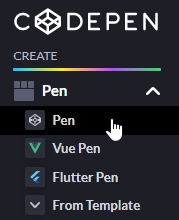 CODEPEN
CREATE
Pen
Pen
Vue Pen
Flutter Pen
From Template